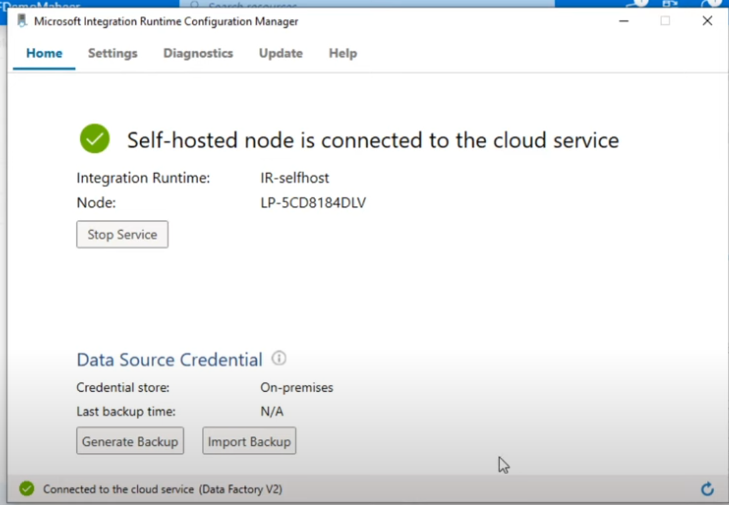 Search resources
Microsoft Integration Runtime Configuration Manager
Home Settings Diagnostics Update Help
Self-hosted node is connected to the cloud service
Integration Runtime: IR-selfhost
Node: LP-5CD8184DLV
Stop Service
Data Source Credential
Credential store: On-premises
Last backup time: N/A
Generate Backup Import Backup
Connected to the cloud service (Data Factory V2)